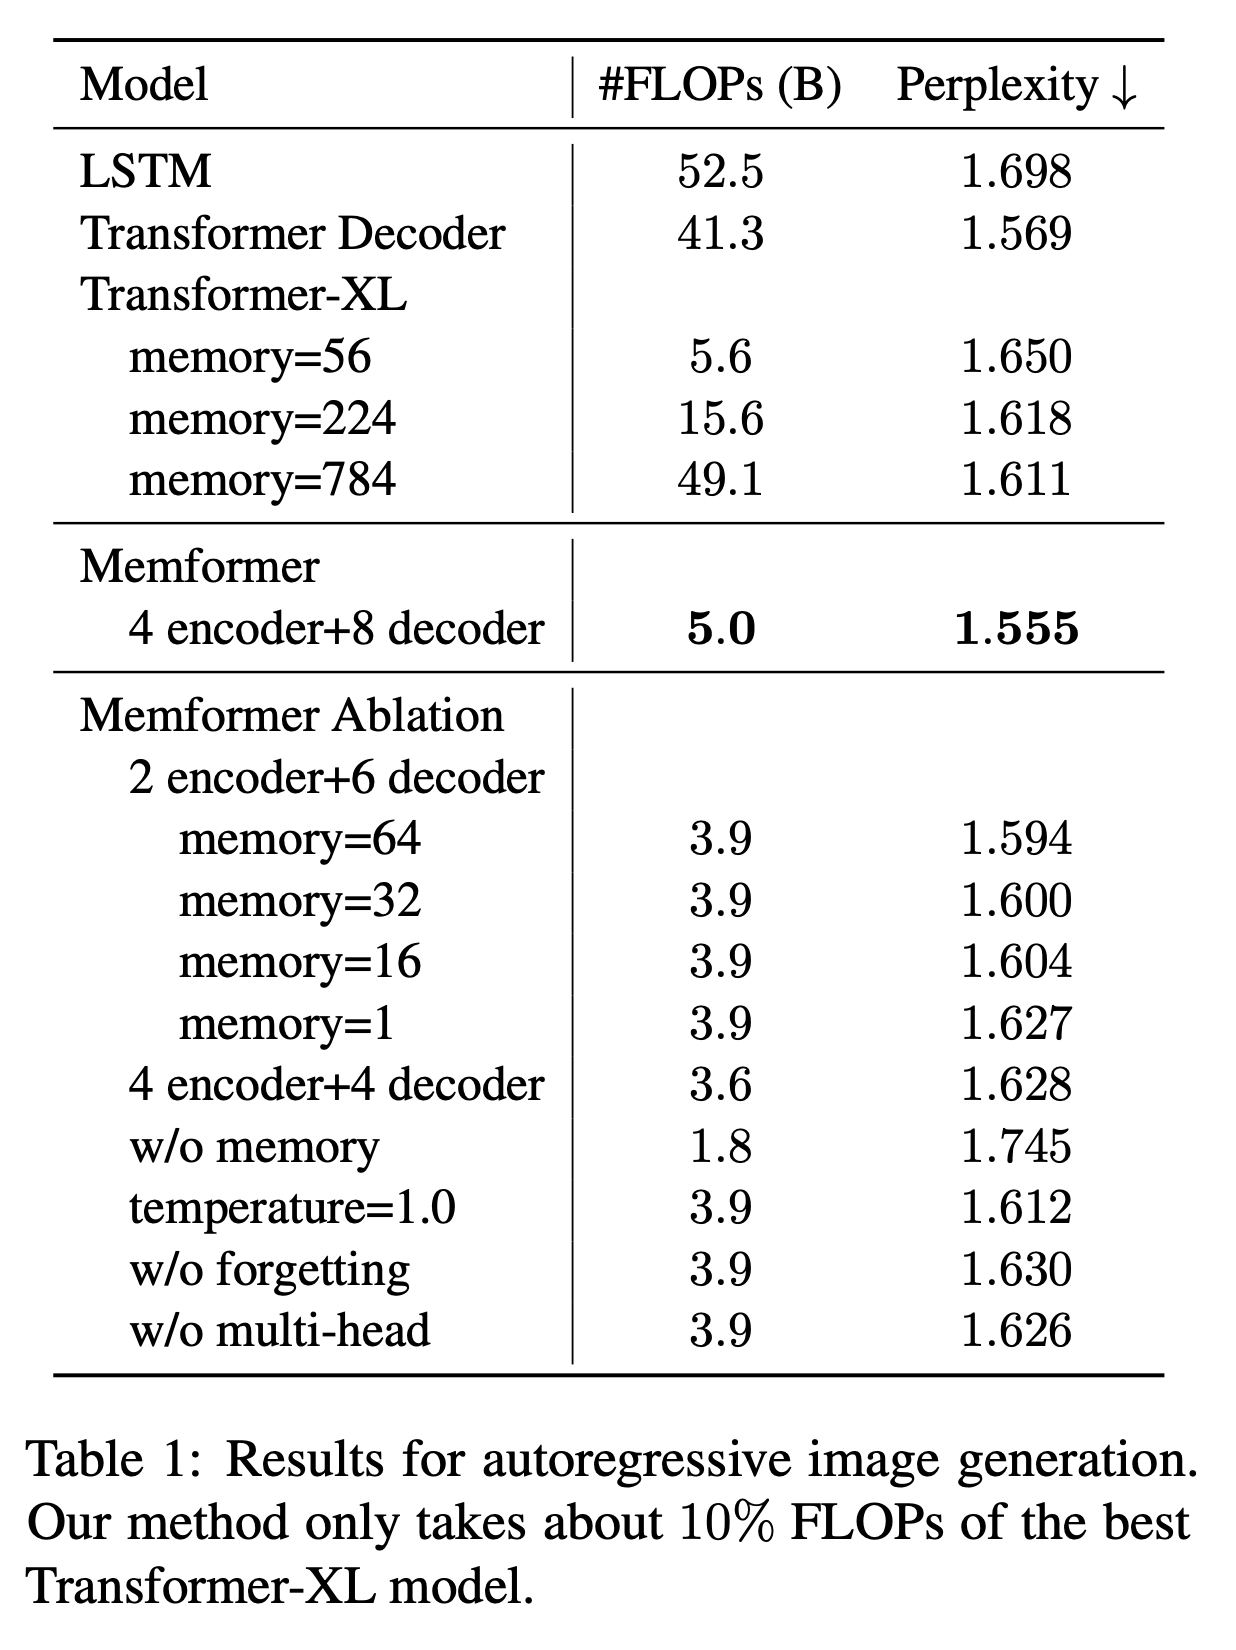 Model #FLOPs (B) Perplexity ↓
LSTM 52.5 1.698
Transformer Decoder 41.3 1.569
Transformer-XL
memory=56 5.6 1.650
memory=224 15.6 1.618
memory=784 49.1 1.611
Memformer
4 encoder+8 decoder 5.0 1.555
Memformer Ablation
2 encoder+6 decoder
memory=64 3.9 1.594
memory=32 3.9 1.600
memory=16 3.9 1.604
memory=1 3.9 1.627
4 encoder+4 decoder 3.6 1.628
w/o memory 1.8 1.745
temperature=1.0 3.9 1.612
w/o forgetting 3.9 1.630
w/o multi-head 3.9 1.626
Table 1: Results for autoregressive image generation.
Our method only takes about 10% FLOPs of the best
Transformer-XL model.